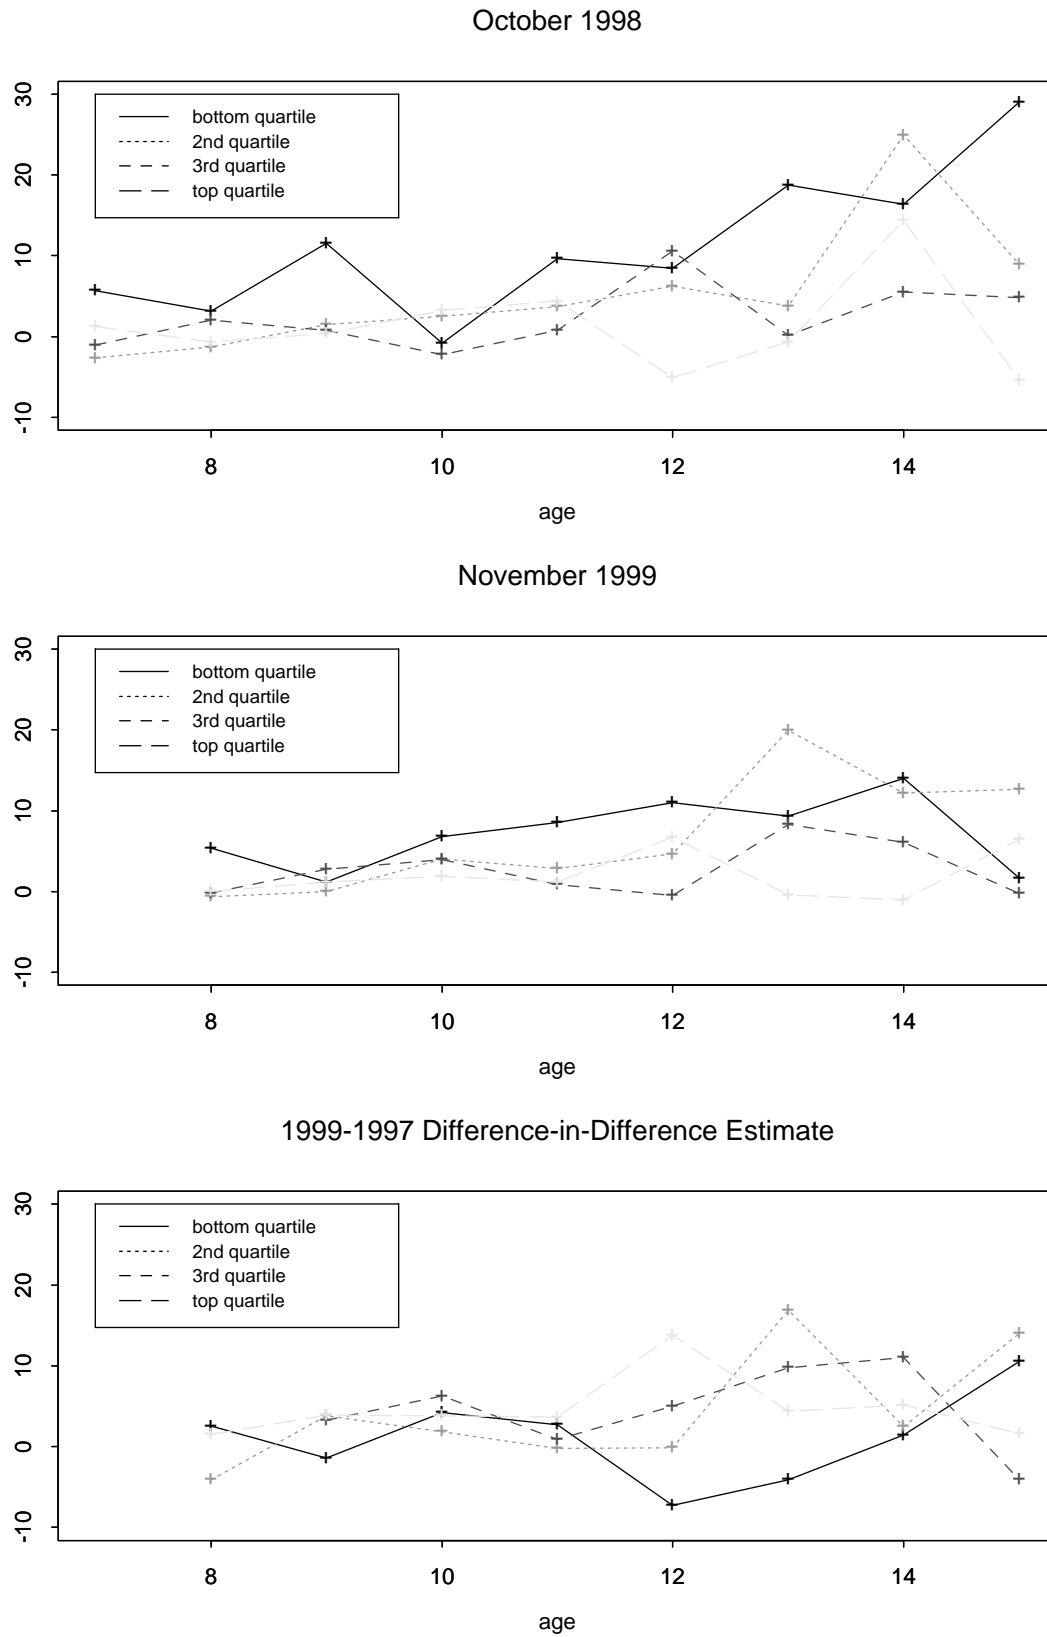 October 1998
30
20
10
0
-10
bottom quartile
2nd quartile
3rd quartile
top quartile
8 10 12 14
age
November 1999
30
20
10
0
-10
bottom quartile
2nd quartile
3rd quartile
top quartile
8 10 12 14
age
1999-1997 Difference-in-Difference Estimate
30
20
10
0
-10
bottom quartile
2nd quartile
3rd quartile
top quartile
8 10 12 14
age